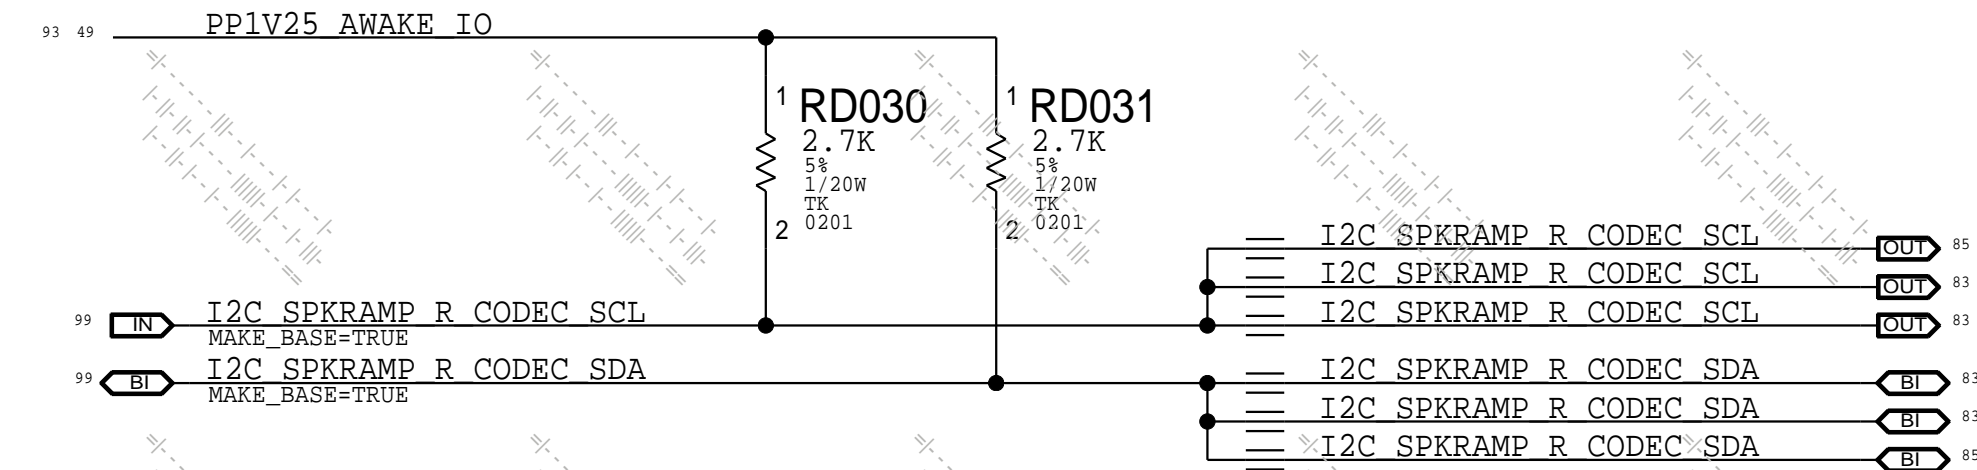 93 49 PP1V25_AWAKE_IO
1 RD030
2.7K
5%
1/20W
TK
0201
2
1 RD031
2.7K
5%
1/20W
TK
0201
2
I2C_SPKRAMP_R_CODEC_SCL OUT 85
I2C_SPKRAMP_R_CODEC_SCL OUT 83
99 IN I2C_SPKRAMP_R_CODEC_SCL
MAKE_BASE=TRUE
I2C_SPKRAMP_R_CODEC_SCL OUT 83
99 BI I2C_SPKRAMP_R_CODEC_SDA
MAKE_BASE=TRUE
I2C_SPKRAMP_R_CODEC_SDA BI 83
I2C_SPKRAMP_R_CODEC_SDA BI 83
I2C_SPKRAMP_R_CODEC_SDA BI 85